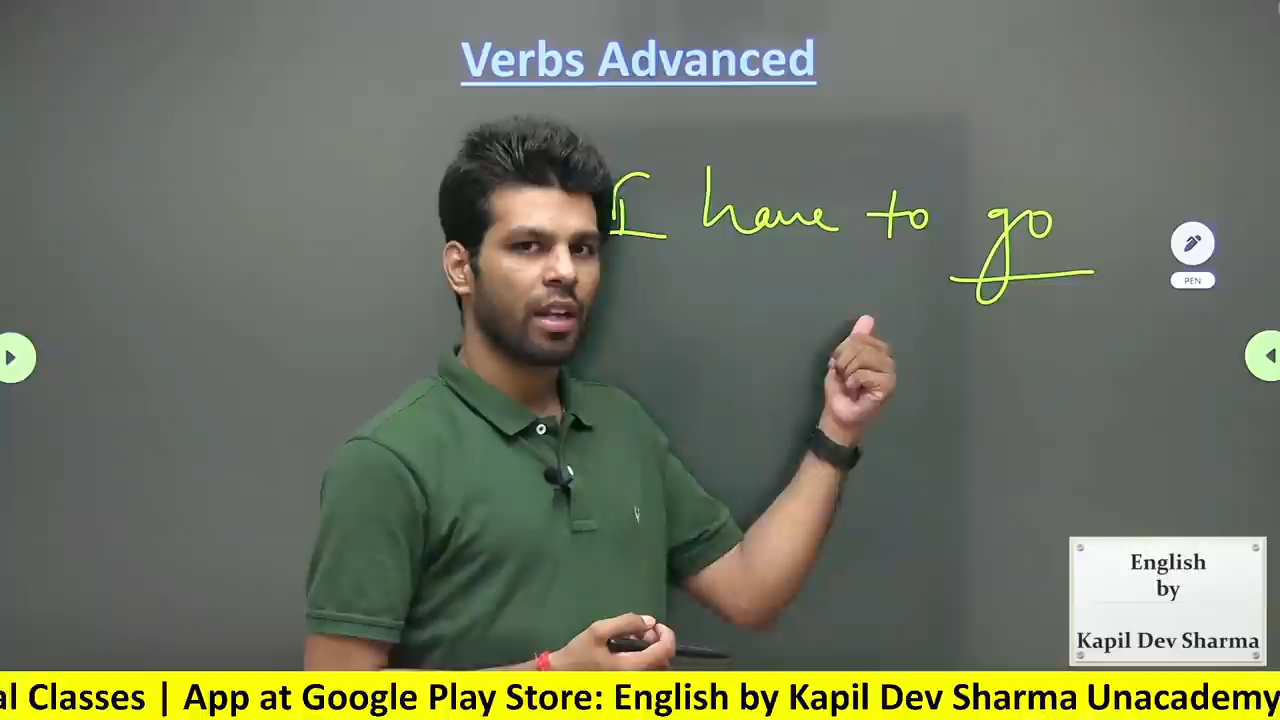 Verbs Advanced
I have to go
PEN
English
by
Kapil Dev Sharma
al Classes | App at Google Play Store: English by Kapil Dev Sharma Unacademy